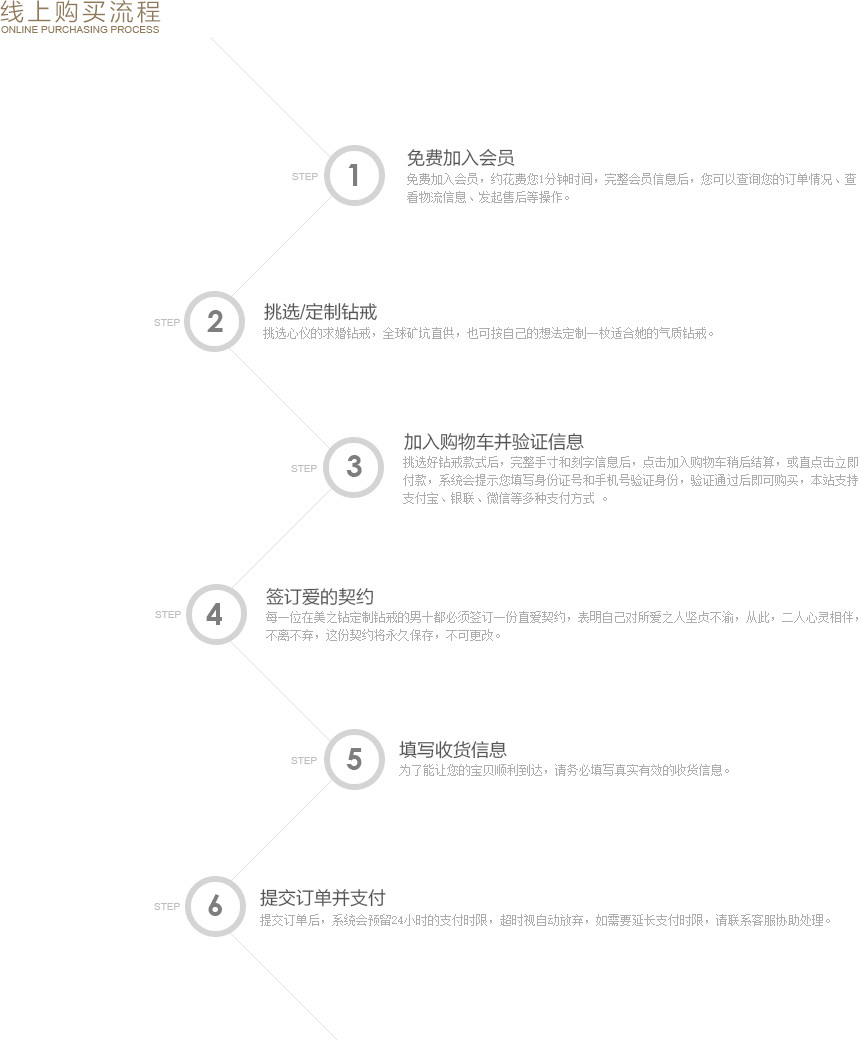 线上购买流程
ONLINE PURCHASING PROCESS
STEP
1
免费加入会员
免费加入会员，约花费您1分钟时间，完整会员信息后，您可以查询您的订单情况、查
看物流信息、发起售后等操作。
STEP
2
挑选/定制钻戒
挑选心仪的求婚钻戒，全球矿坑直供，也可按自己的想法定制一枚适合她的气质钻戒。
STEP
3
加入购物车并验证信息
挑选好钻戒款式后，完整手寸和刻字信息后，点击加入购物车稍后结算，或直点击立即
付款，系统会提示您填写身份证号和手机号验证身份，验证通过后即可购买，本站支持
支付宝、银联、微信等多种支付方式 。
STEP
4
签订爱的契约
每一位在美之钻定制钻戒的男士都必须签订一份直爱契约，表明自己对所爱之人坚贞不渝，从此，二人心灵相伴，
不离不弃，这份契约将永久保存，不可更改。
STEP
5
填写收货信息
为了能让您的宝贝顺利到达，请务必填写真实有效的收货信息。
STEP
6
提交订单并支付
提交订单后，系统会预留24小时的支付时限，超时视自动放弃，如需要延长支付时限，请联系客服协助处理。